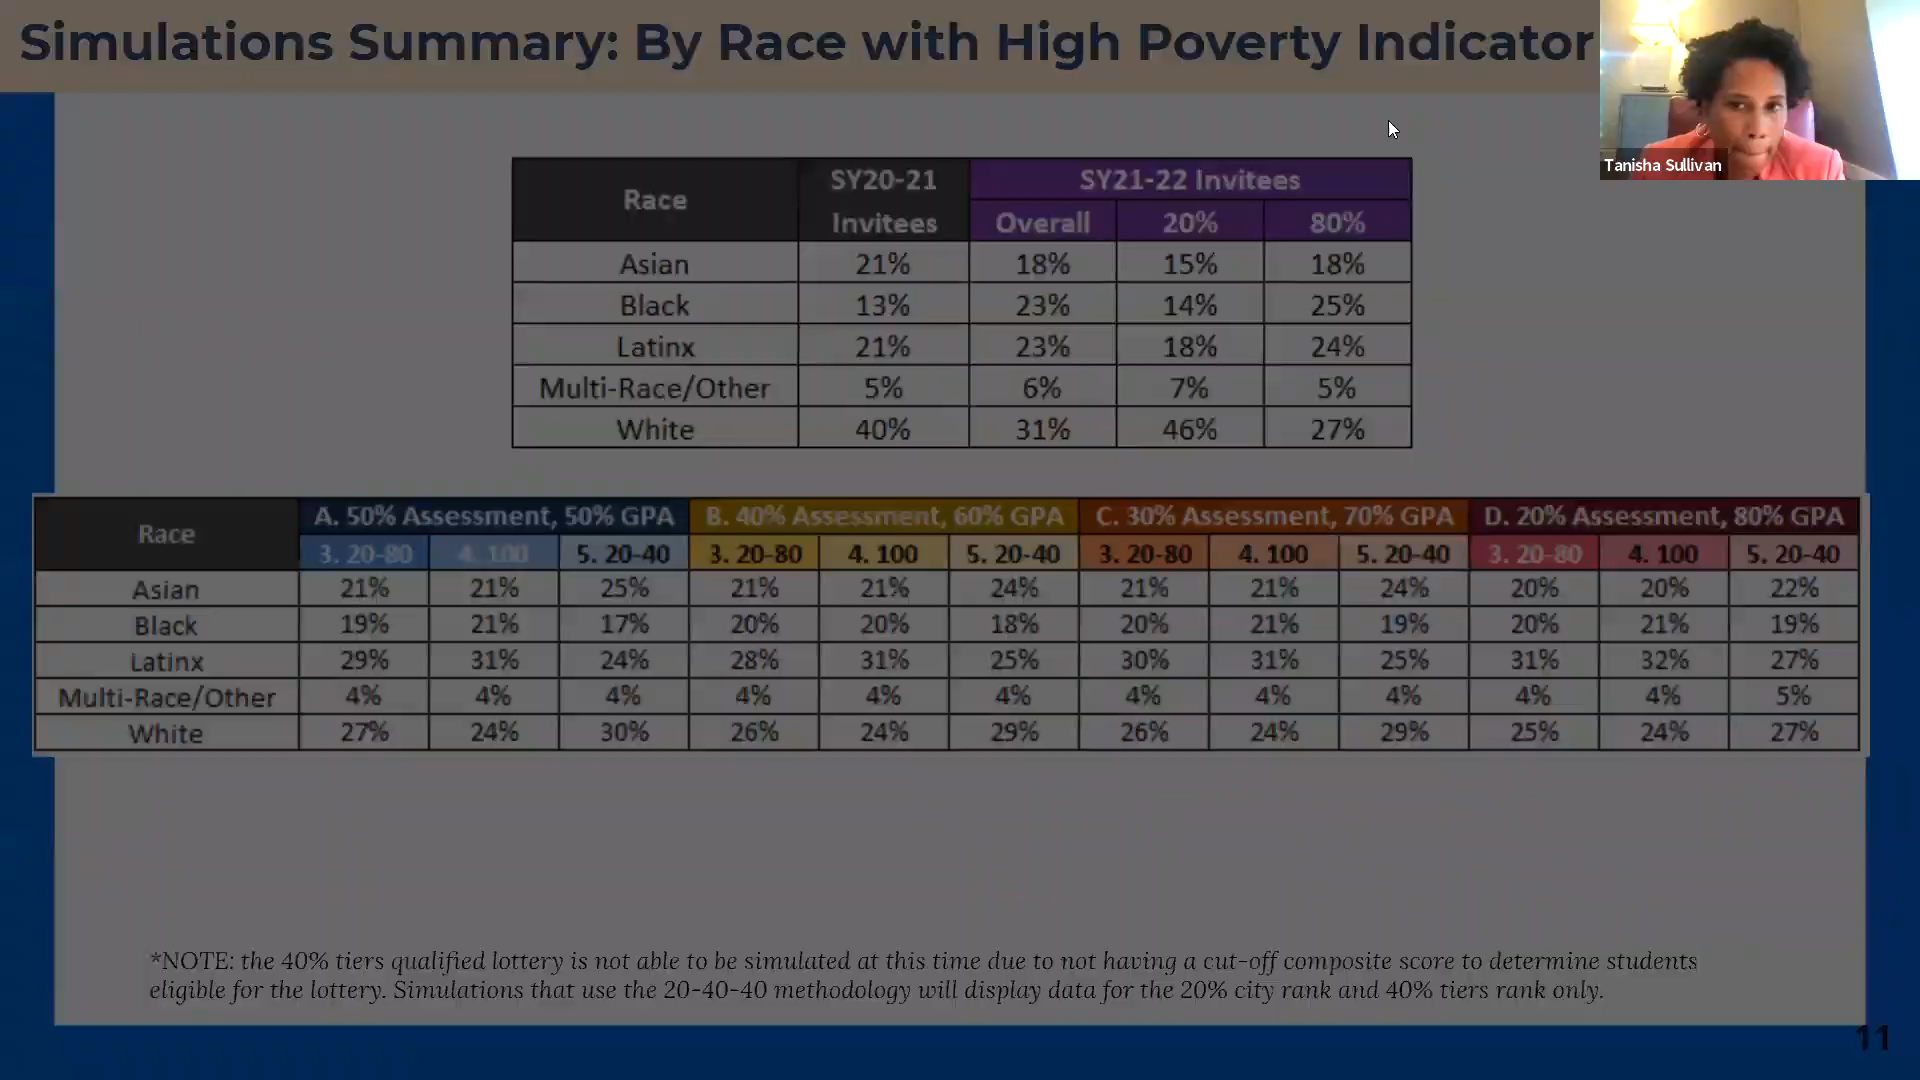 Simulations Summary: By Race with High Poverty Indicator
Tanisha Sullivan
Race SY20-21 Invitees SY21-22 Invitees
Overall 20% 80%
Asian 21% 18% 15% 18%
Black 13% 23% 14% 25%
Latinx 21% 23% 18% 24%
Multi-Race/Other 5% 6% 7% 5%
White 40% 31% 46% 27%
Race A. 50% Assessment, 50% GPA B. 40% Assessment, 60% GPA C. 30% Assessment, 70% GPA D. 20% Assessment, 80% GPA
3. 20-80 4. 100 5. 20-40 3. 20-80 4. 100 5. 20-40 3. 20-80 4. 100 5. 20-40 3. 20-80 4. 100 5. 20-40
Asian 21% 21% 25% 21% 21% 24% 21% 21% 24% 20% 20% 22%
Black 19% 21% 17% 20% 20% 18% 20% 21% 19% 20% 21% 19%
Latinx 29% 31% 24% 28% 31% 25% 30% 31% 25% 31% 32% 27%
Multi-Race/Other 4% 4% 4% 4% 4% 4% 4% 4% 4% 4% 4% 5%
White 27% 24% 30% 26% 24% 29% 26% 24% 29% 25% 24% 27%
*NOTE: the 40% tiers qualified lottery is not able to be simulated at this time due to not having a cut-off composite score to determine students
eligible for the lottery. Simulations that use the 20-40-40 methodology will display data for the 20% city rank and 40% tiers rank only.
11